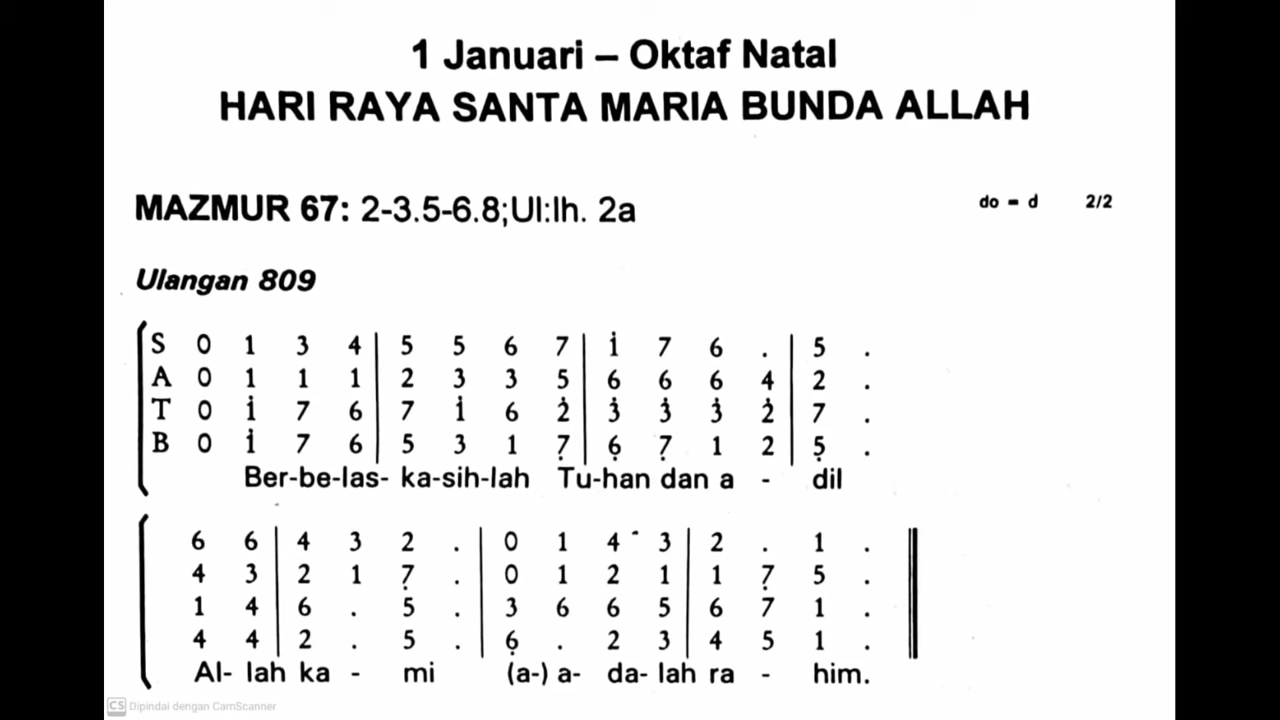 1 Januari – Oktaf Natal
HARI RAYA SANTA MARIA BUNDA ALLAH
MAZMUR 67: 2-3.5-6.8;Ul:lh. 2a do = d 2/2
Ulangan 809
S 0 1 3 4 | 5 5 6 7 | 1̇ 7 6 . | 5 .
A 0 1 1 1 | 2 3 3 5 | 6 6 6 4 | 2 .
T 0 1̇ 7 6 | 7 1̇ 6 2̇ | 3̇ 3̇ 3̇ 2̇ | 7 .
B 0 1̇ 7 6 | 5 3 1 7̣ | 6̣ 7̣ 1 2 | 5̣ .
Ber-be-las- ka-sih-lah Tu-han dan a - dil
6 6 | 4 3 2 . | 0 1 4 3 | 2 . 1 . ||
4 3 | 2 1 7̣ . | 0 1 2 1 | 1 7̣ 5 . ||
1 4 | 6 . 5 . | 3 6 6 5 | 6 7 1 . ||
4 4 | 2 . 5 . | 6̣ . 2 3 | 4 5 1 . ||
Al- lah ka - mi (a-) a- da- lah ra - him.
CS Dipindai dengan CamScanner